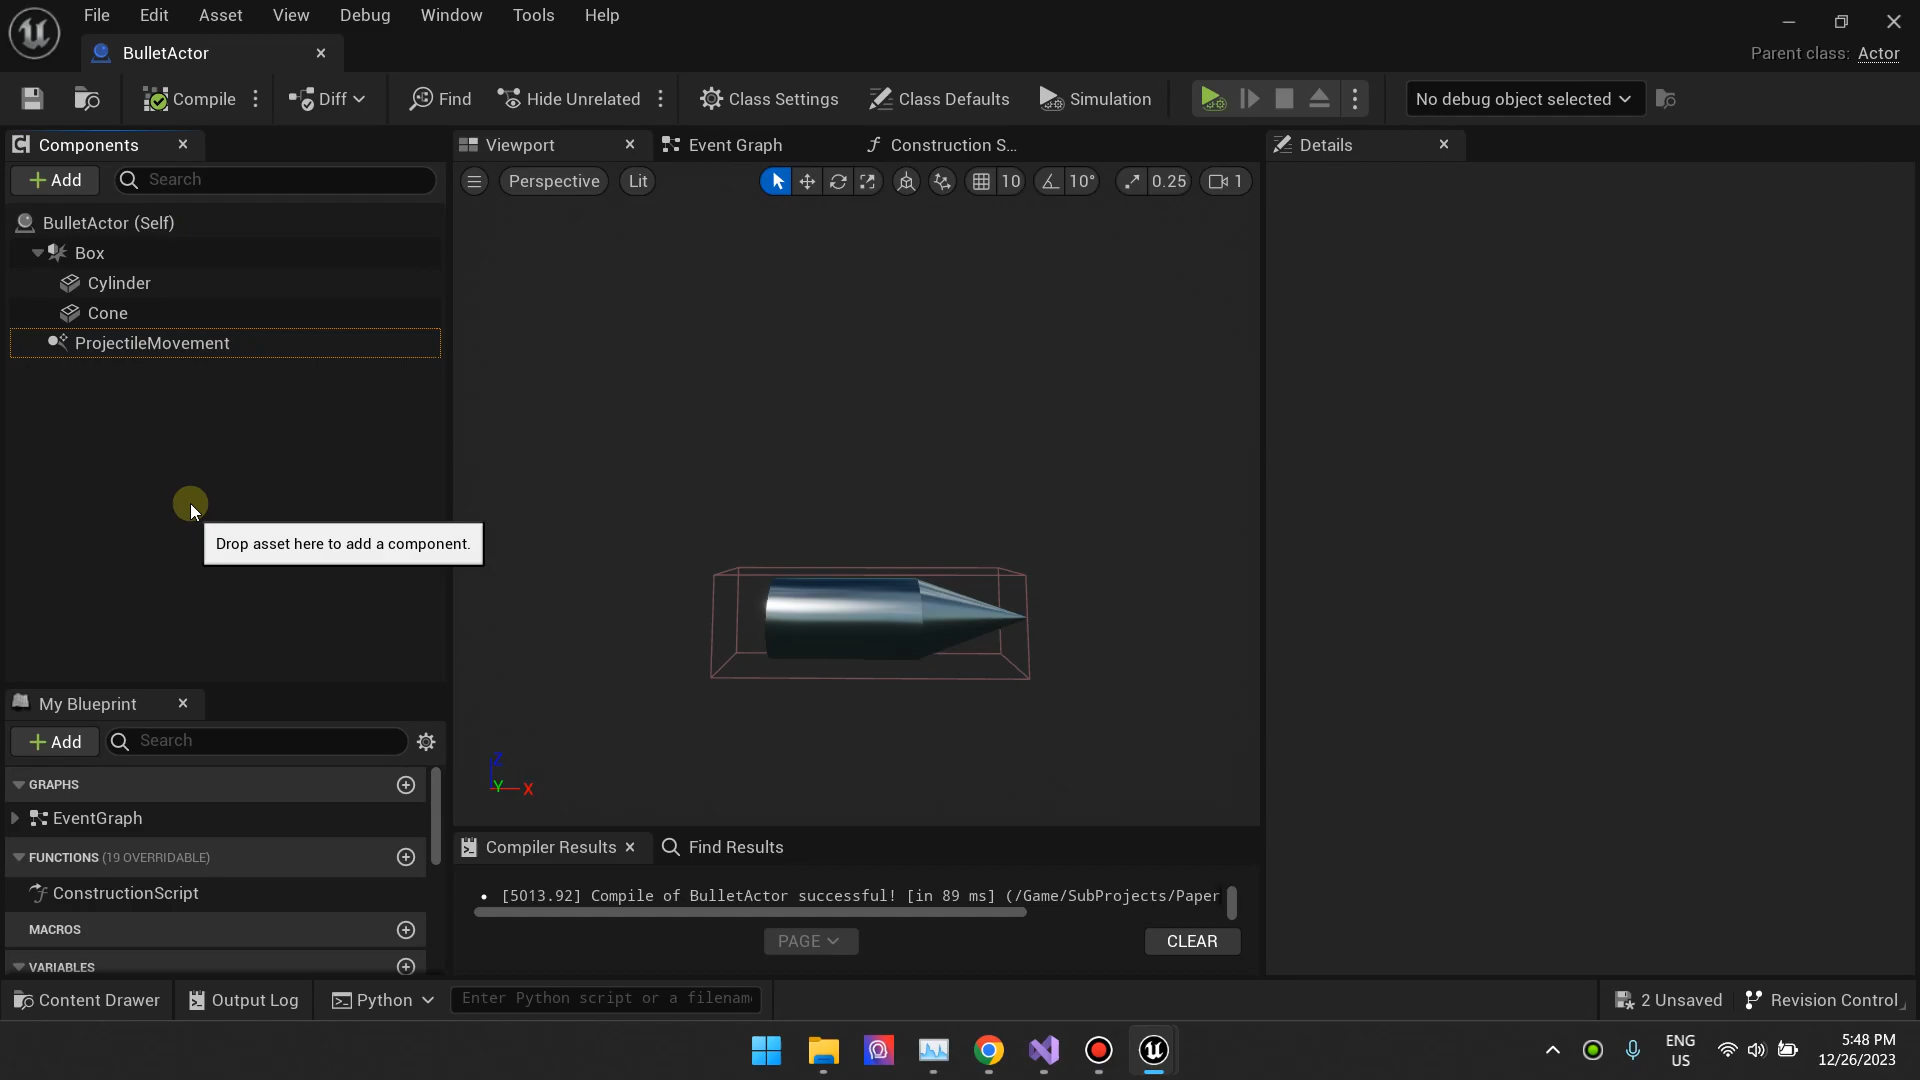 File Edit Asset View Debug Window Tools Help
BulletActor
Parent class: Actor
Compile Diff Find Hide Unrelated Class Settings Class Defaults Simulation No debug object selected
Components
Viewport Event Graph Construction S...
Details
+ Add Search
Perspective Lit 10 10° 0.25 1
BulletActor (Self)
Box
Cylinder
Cone
ProjectileMovement
Drop asset here to add a component.
Z
Y X
My Blueprint
+ Add Search
GRAPHS
EventGraph
FUNCTIONS (19 OVERRIDABLE)
ConstructionScript
MACROS
VARIABLES
Compiler Results Find Results
• [5013.92] Compile of BulletActor successful! [in 89 ms] (/Game/SubProjects/Paper
PAGE CLEAR
Content Drawer Output Log Python Enter Python script or a filename
2 Unsaved Revision Control
ENG
US
5:48 PM
12/26/2023